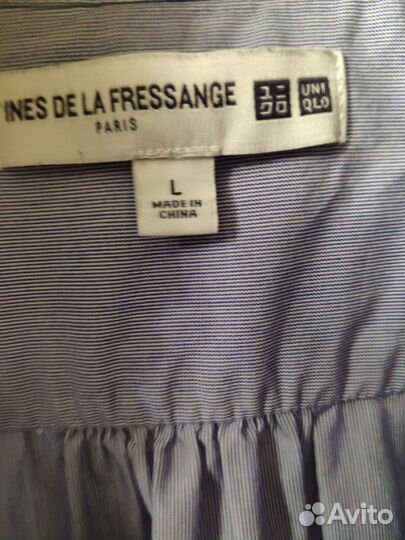 INES DE LA FRESSANGE
PARIS
ユニ
クロ
UNI
QLO
L
MADE IN
CHINA
Avito